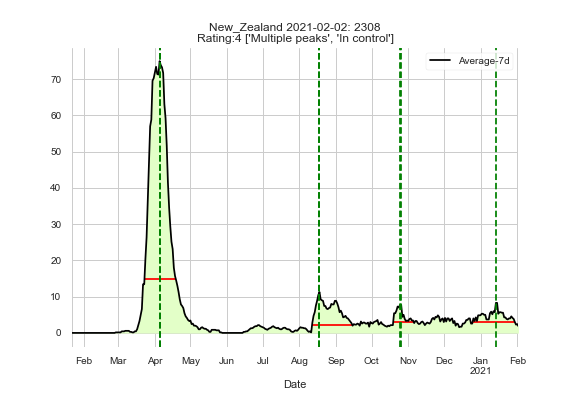 New_Zealand 2021-02-02: 2308
Rating:4 ['Multiple peaks', 'In control']
Average-7d
70
60
50
40
30
20
10
0
Feb Mar Apr May Jun Jul Aug Sep Oct Nov Dec Jan Feb
2021
Date